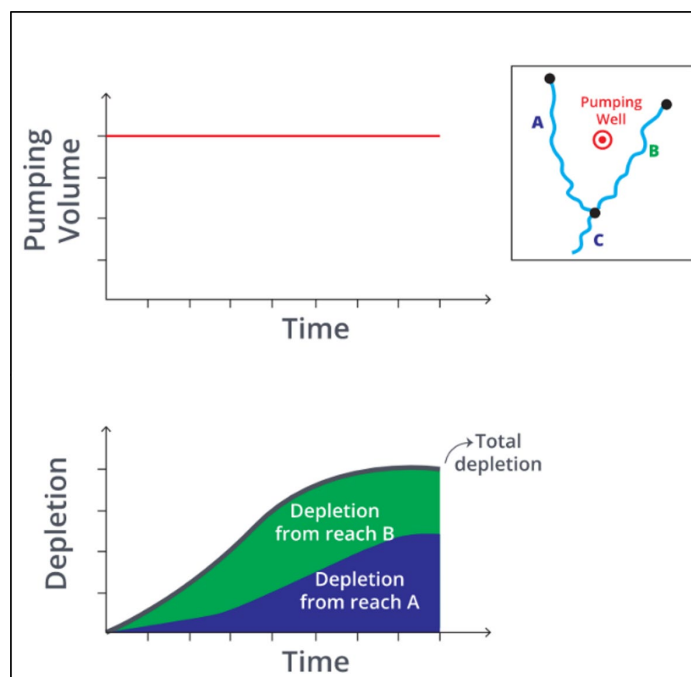 Pumping
Volume
Time
Pumping
Well
A
B
C
Depletion
Total
depletion
Depletion
from reach B
Depletion
from reach A
Time